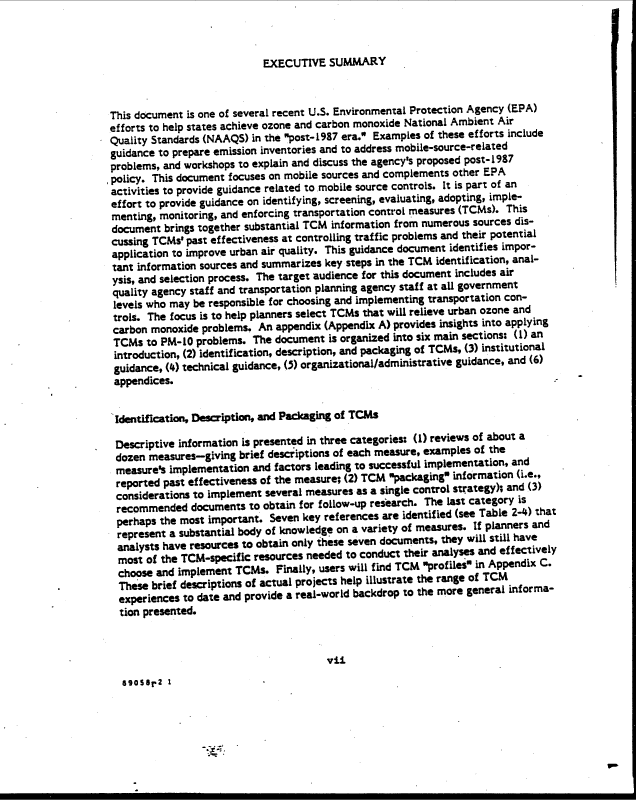 EXECUTIVE SUMMARY
This document is one of several recent U.S. Environmental Protection Agency (EPA)
efforts to help states achieve ozone and carbon monoxide National Ambient Air
Quality Standards (NAAQS) in the "post-1987 era." Examples of these efforts include
guidance to prepare emission inventories and to address mobile-source-related
problems, and workshops to explain and discuss the agency's proposed post-1987
policy. This document focuses on mobile sources and complements other EPA
activities to provide guidance related to mobile source controls. It is part of an
effort to provide guidance on identifying, screening, evaluating, adopting, imple-
menting, monitoring, and enforcing transportation control measures (TCMs). This
document brings together substantial TCM information from numerous sources dis-
cussing TCMs' past effectiveness at controlling traffic problems and their potential
application to improve urban air quality. This guidance document identifies impor-
tant information sources and summarizes key steps in the TCM identification, anal-
ysis, and selection process. The target audience for this document includes air
quality agency staff and transportation planning agency staff at all government
levels who may be responsible for choosing and implementing transportation con-
trols. The focus is to help planners select TCMs that will relieve urban ozone and
carbon monoxide problems. An appendix (Appendix A) provides insights into applying
TCMs to PM-10 problems. The document is organized into six main sections: (1) an
introduction, (2) identification, description, and packaging of TCMs, (3) institutional
guidance, (4) technical guidance, (5) organizational/administrative guidance, and (6)
appendices.
Identification, Description, and Packaging of TCMs
Descriptive information is presented in three categories: (1) reviews of about a
dozen measures—giving brief descriptions of each measure, examples of the
measure's implementation and factors leading to successful implementation, and
reported past effectiveness of the measure; (2) TCM "packaging" information (i.e.,
considerations to implement several measures as a single control strategy); and (3)
recommended documents to obtain for follow-up research. The last category is
perhaps the most important. Seven key references are identified (see Table 2-4) that
represent a substantial body of knowledge on a variety of measures. If planners and
analysts have resources to obtain only these seven documents, they will still have
most of the TCM-specific resources needed to conduct their analyses and effectively
choose and implement TCMs. Finally, users will find TCM "profiles" in Appendix C.
These brief descriptions of actual projects help illustrate the range of TCM
experiences to date and provide a real-world backdrop to the more general informa-
tion presented.
vii
89058r2 1